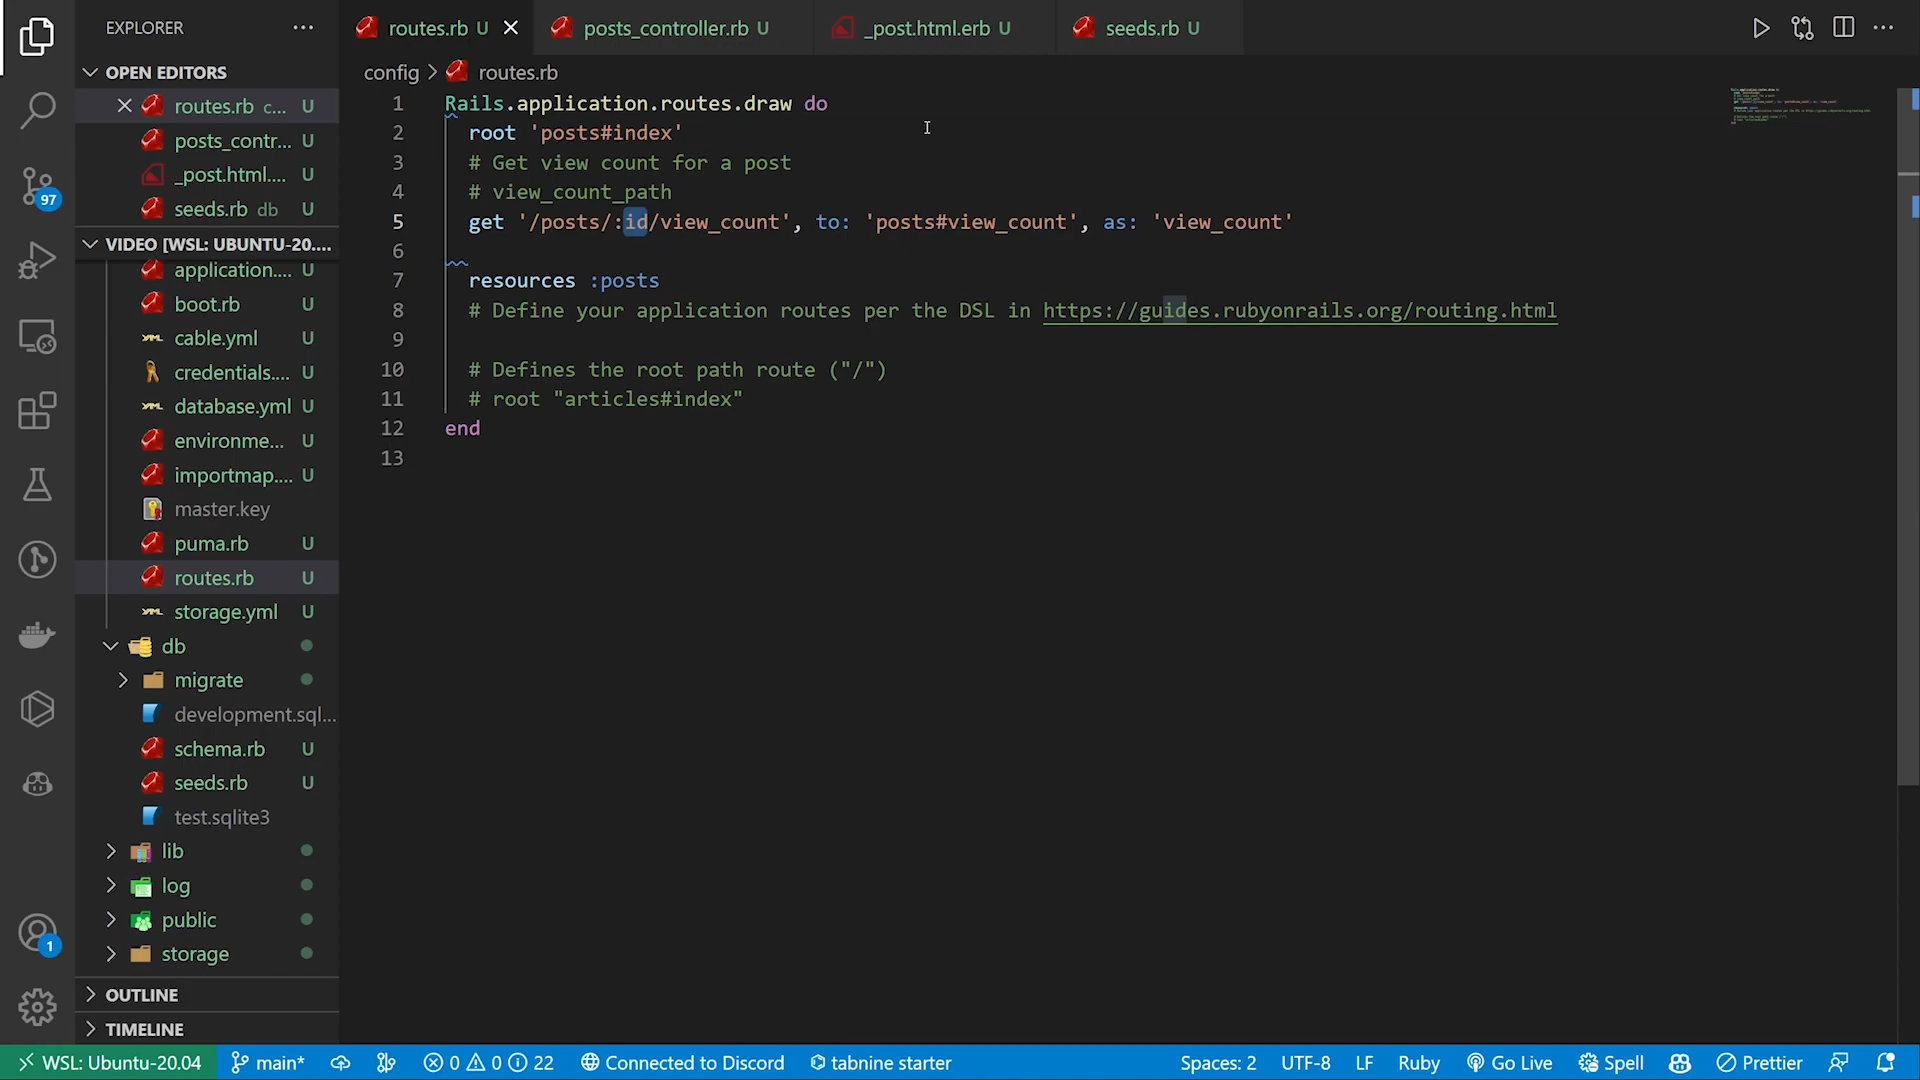 EXPLORER
routes.rb U
posts_controller.rb U
_post.html.erb U
seeds.rb U
OPEN EDITORS
routes.rb c... U
posts_contr... U
_post.html.... U
seeds.rb db U
VIDEO [WSL: UBUNTU-20....
application.... U
boot.rb U
cable.yml U
credentials.... U
database.yml U
environme... U
importmap.... U
master.key
puma.rb U
routes.rb U
storage.yml U
db
migrate
development.sql...
schema.rb U
seeds.rb U
test.sqlite3
lib
log
public
storage
OUTLINE
TIMELINE
97
1
config > routes.rb
1 Rails.application.routes.draw do
2 root 'posts#index'
3 # Get view count for a post
4 # view_count_path
5 get '/posts/:id/view_count', to: 'posts#view_count', as: 'view_count'
6
7 resources :posts
8 # Define your application routes per the DSL in https://guides.rubyonrails.org/routing.html
9
10 # Defines the root path route ("/")
11 # root "articles#index"
12 end
13
WSL: Ubuntu-20.04 main* 0 0 22 Connected to Discord tabnine starter Spaces: 2 UTF-8 LF Ruby Go Live Spell Prettier